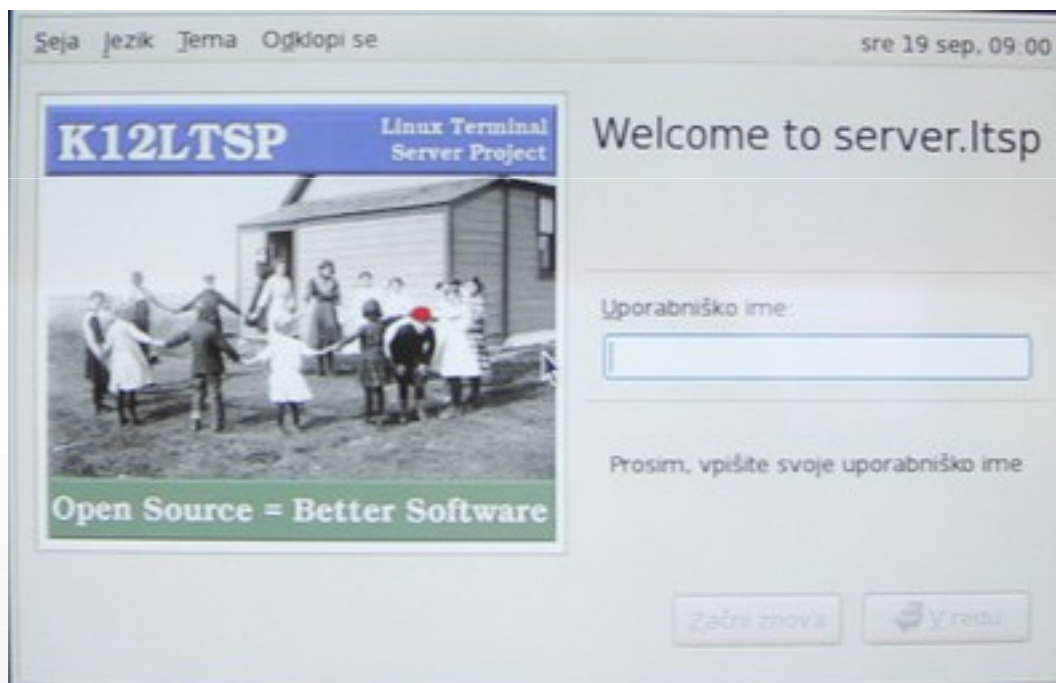 Seja Jezik Tema Odklopi se
sre 19 sep, 09:00
K12LTSP
Linux Terminal
Server Project
Open Source = Better Software
Welcome to server.ltsp
Uporabniško ime:
Prosim, vpišite svoje uporabniško ime
Začni znova
V redu